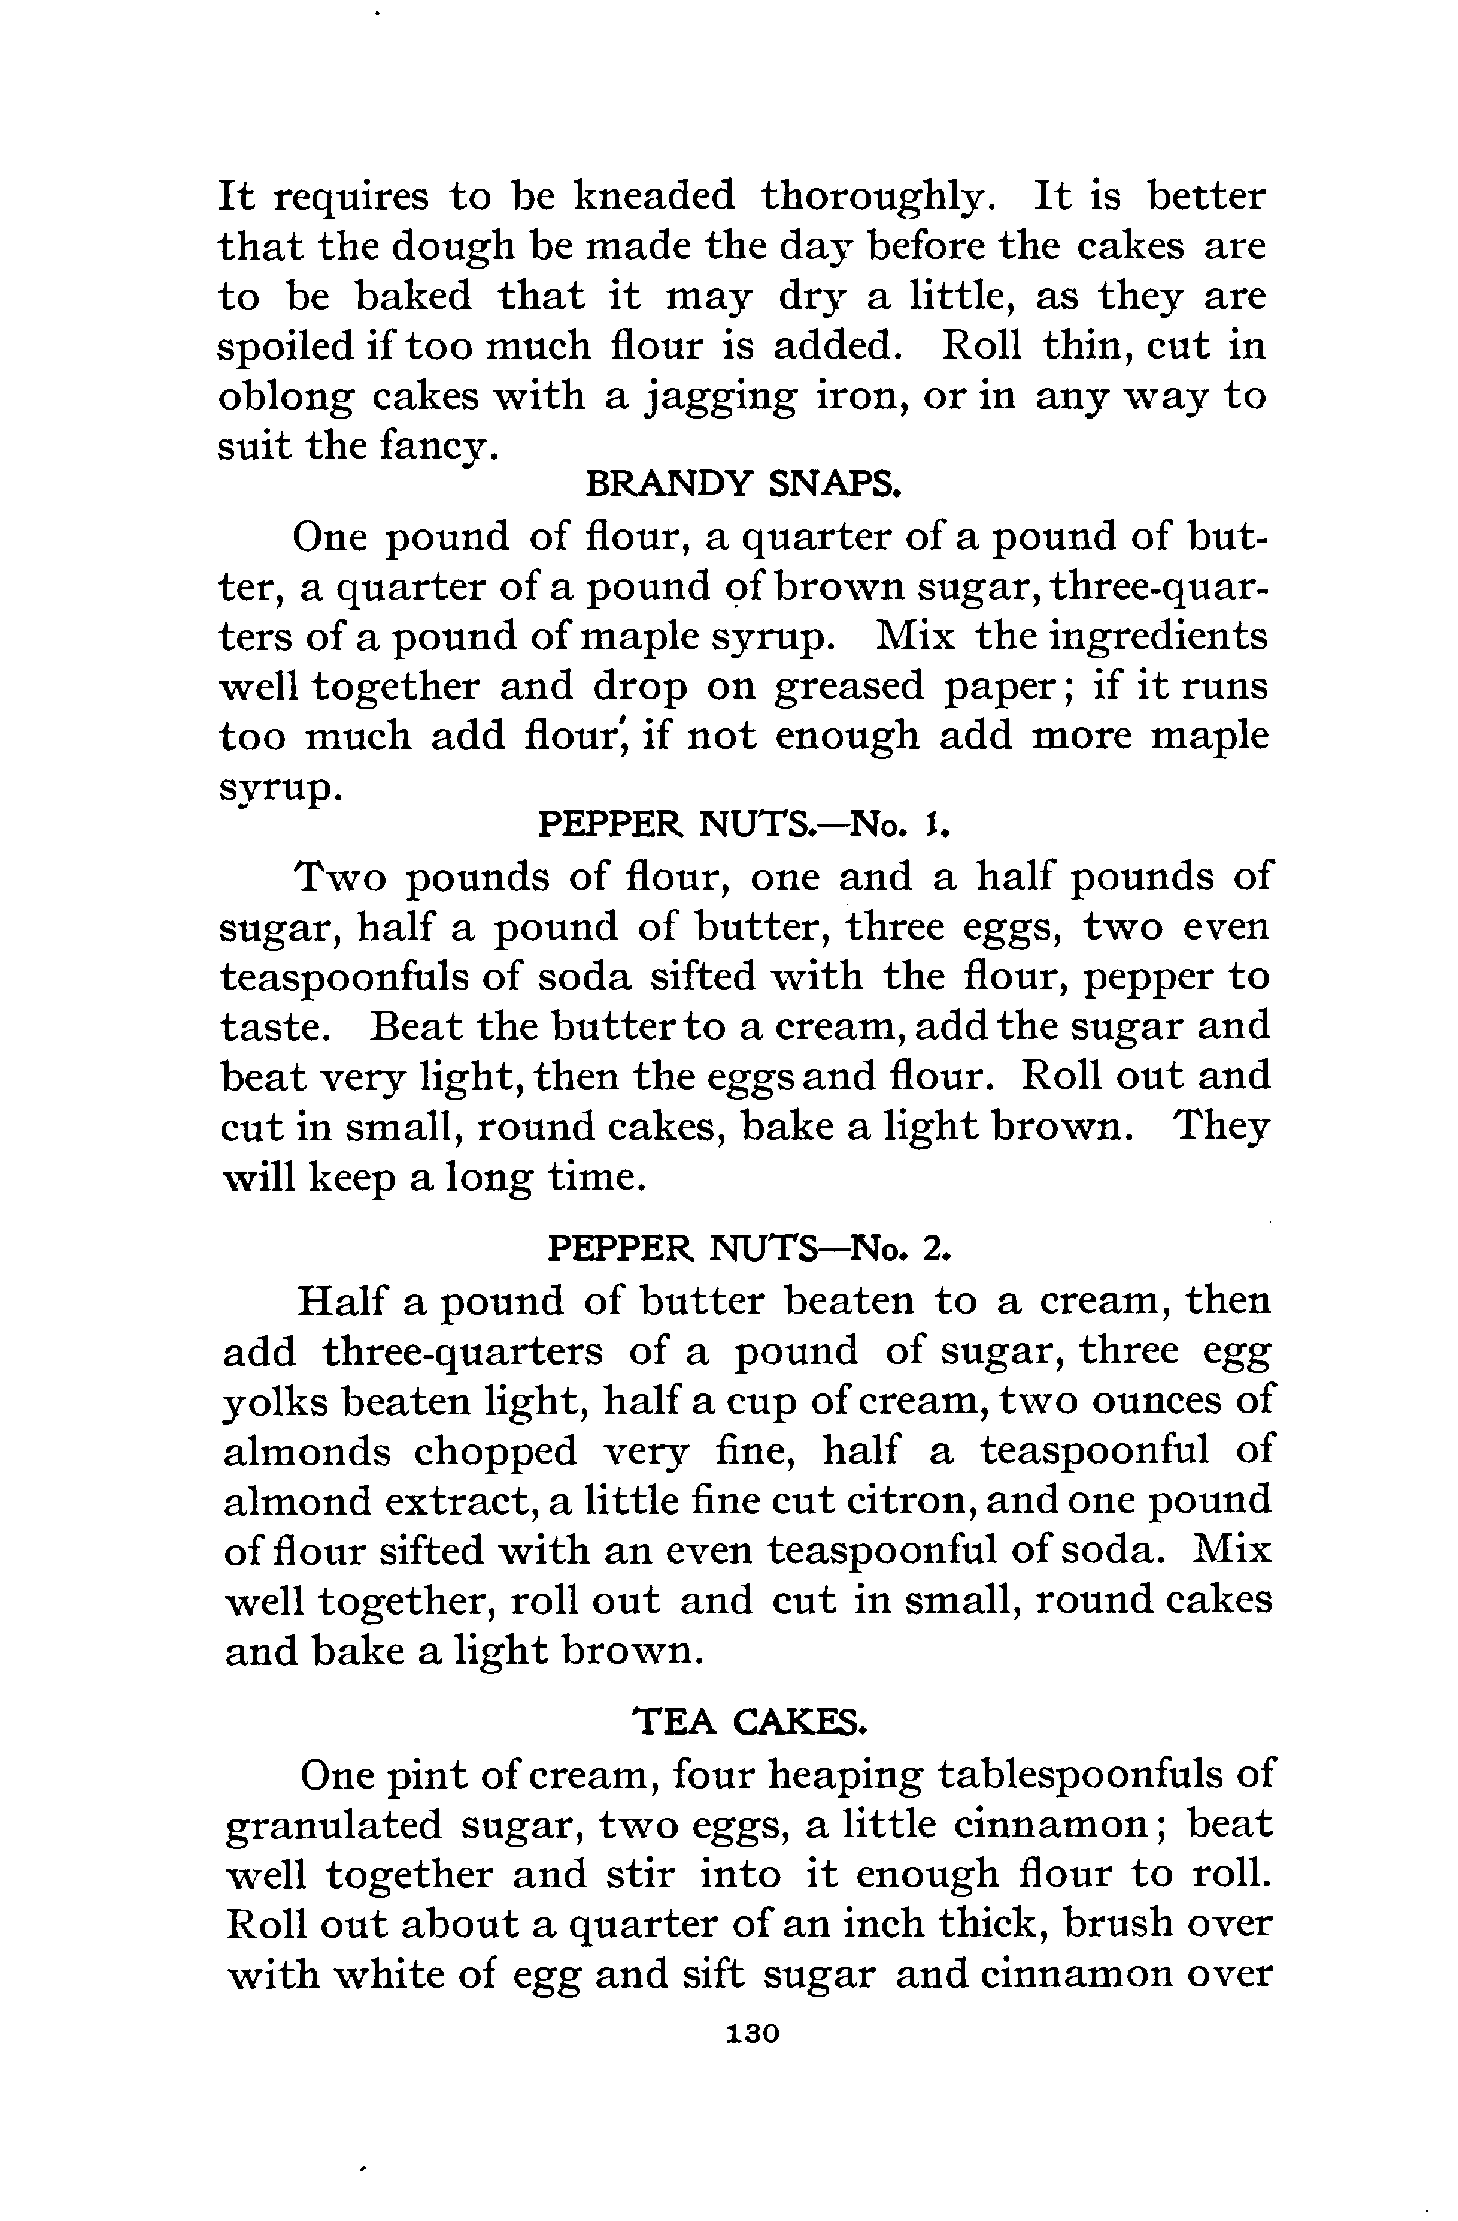 It requires to be kneaded thoroughly. It is better
that the dough be made the day before the cakes are
to be baked that it may dry a little, as they are
spoiled if too much flour is added. Roll thin, cut in
oblong cakes with a jagging iron, or in any way to
suit the fancy.
BRANDY SNAPS.
One pound of flour, a quarter of a pound of but-
ter, a quarter of a pound of brown sugar, three-quar-
ters of a pound of maple syrup. Mix the ingredients
well together and drop on greased paper; if it runs
too much add flour; if not enough add more maple
syrup.
PEPPER NUTS.—No. 1.
Two pounds of flour, one and a half pounds of
sugar, half a pound of butter, three eggs, two even
teaspoonfuls of soda sifted with the flour, pepper to
taste. Beat the butter to a cream, add the sugar and
beat very light, then the eggs and flour. Roll out and
cut in small, round cakes, bake a light brown. They
will keep a long time.
PEPPER NUTS—No. 2.
Half a pound of butter beaten to a cream, then
add three-quarters of a pound of sugar, three egg
yolks beaten light, half a cup of cream, two ounces of
almonds chopped very fine, half a teaspoonful of
almond extract, a little fine cut citron, and one pound
of flour sifted with an even teaspoonful of soda. Mix
well together, roll out and cut in small, round cakes
and bake a light brown.
TEA CAKES.
One pint of cream, four heaping tablespoonfuls of
granulated sugar, two eggs, a little cinnamon; beat
well together and stir into it enough flour to roll.
Roll out about a quarter of an inch thick, brush over
with white of egg and sift sugar and cinnamon over
130